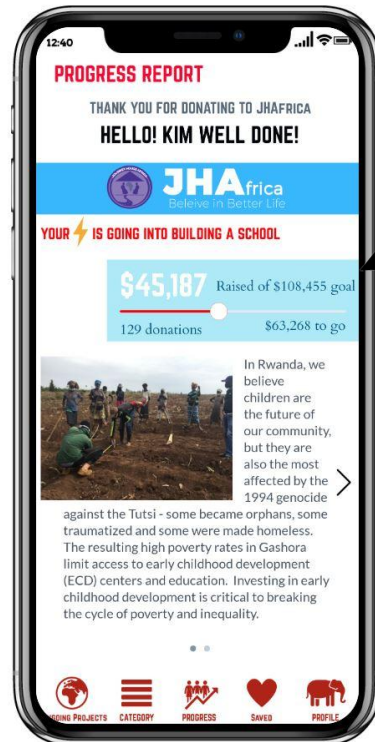 12:40
PROGRESS REPORT
THANK YOU FOR DONATING TO JHAFRICA
HELLO! KIM WELL DONE!
JHAfrica
Beleive in Better Life
YOUR IS GOING INTO BUILDING A SCHOOL
$45,187 Raised of $108,455 goal
129 donations $63,268 to go
In Rwanda, we
believe
children are
the future of
our community,
but they are
also the most
affected by the
1994 genocide
against the Tutsi - some became orphans, some
traumatized and some were made homeless.
The resulting high poverty rates in Gashora
limit access to early childhood development
(ECD) centers and education. Investing in early
childhood development is critical to breaking
the cycle of poverty and inequality.
Projects CATEGORY PROGRESS SAVED PROFILE